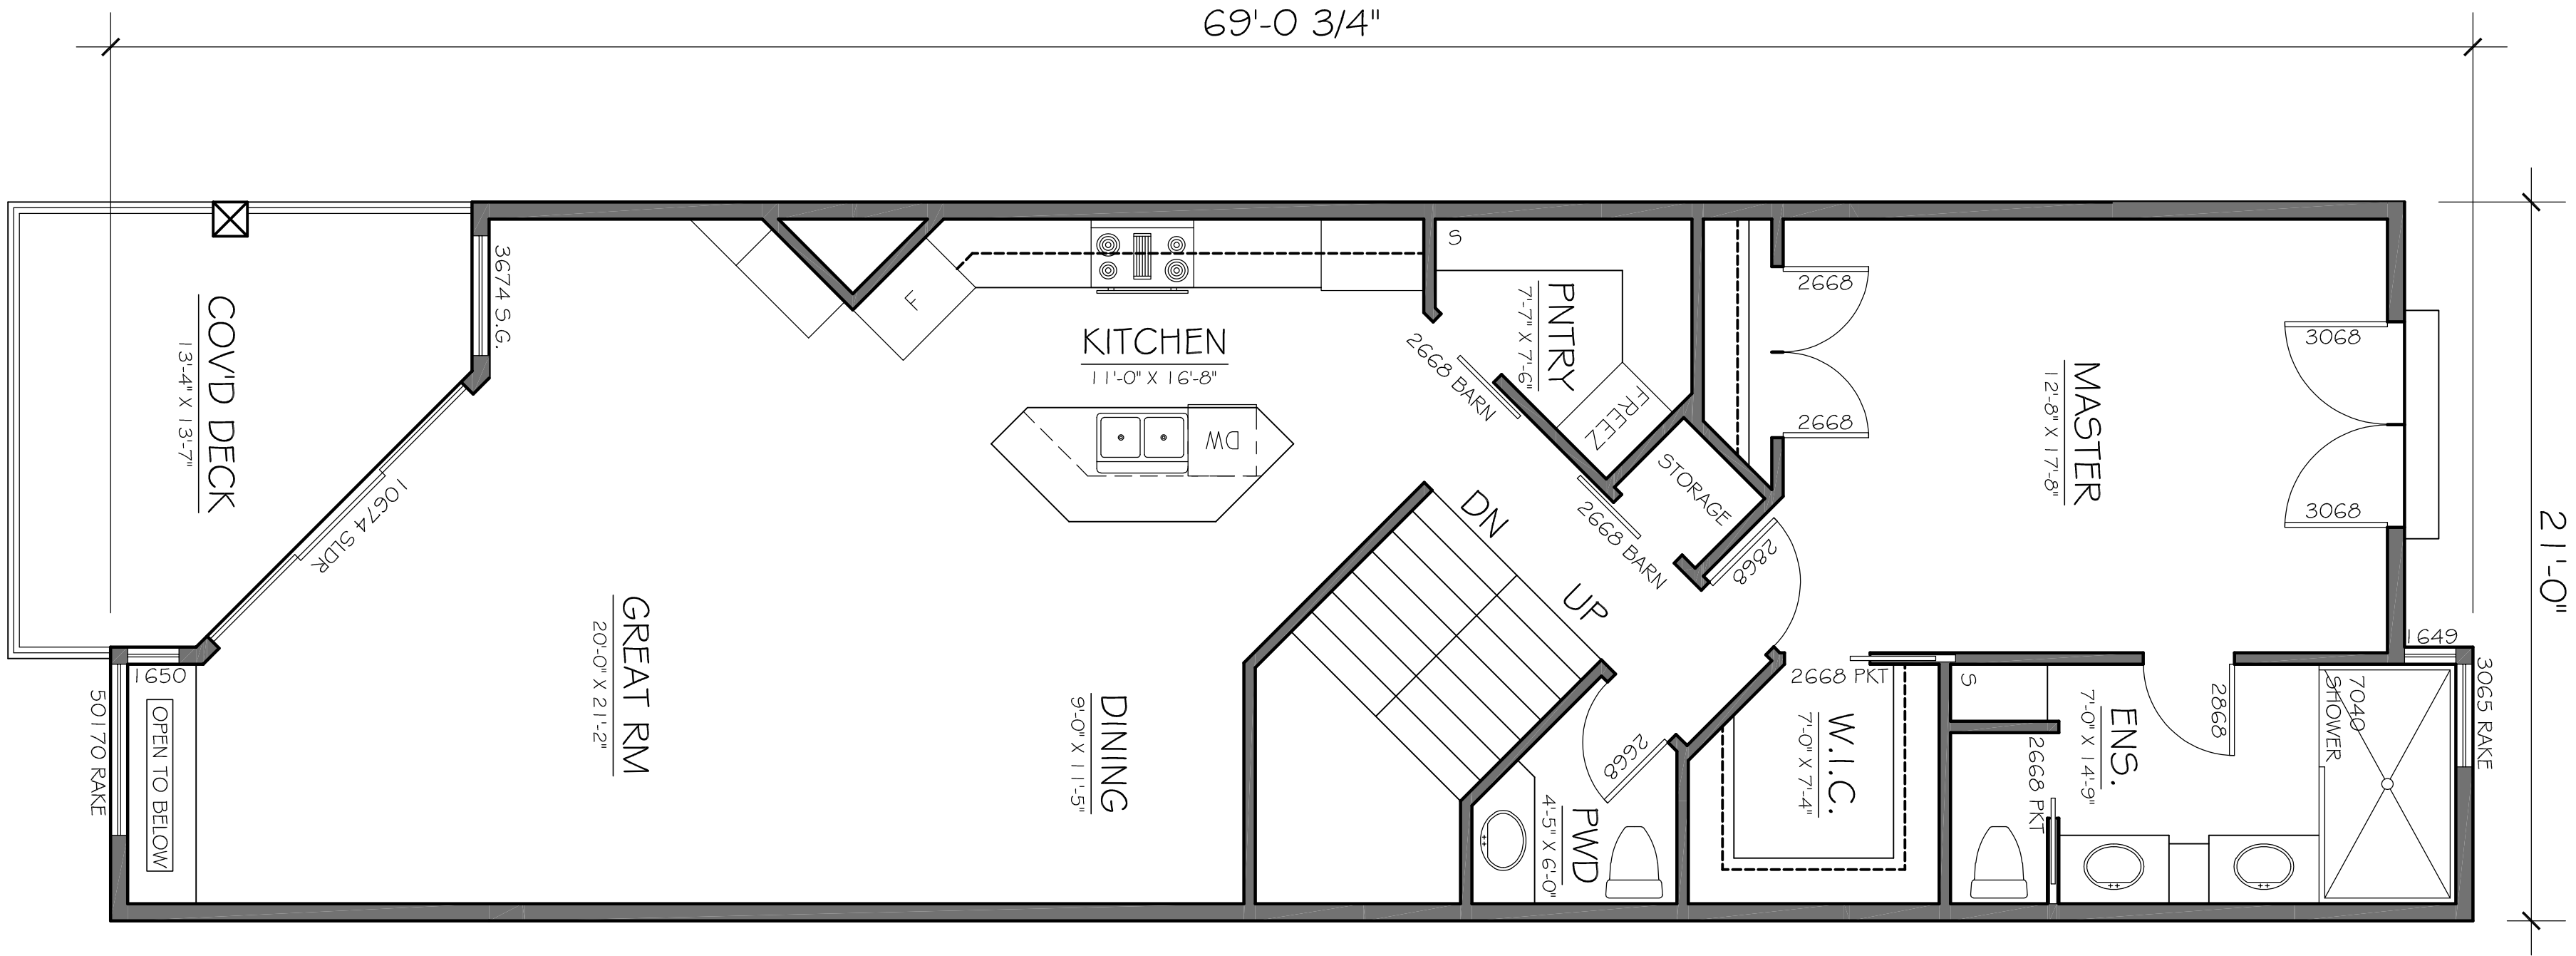 69'-0 3/4"
21'-0"
COV'D DECK
13'-4" X 13'-7"
3674 S.G.
10674 SLDR
1650
50170 RAKE
OPEN TO BELOW
GREAT RM
20'-0" X 21'-2"
F
KITCHEN
11'-0" X 16'-8"
DW
DINING
9'-0" X 11'-5"
S
PNTRY
7'-7" X 7'-6"
FREEZ
2668 BARN
STORAGE
2668 BARN
DN
UP
2868
2668
PWD
4'-5" X 6'-0"
2668
2668
MASTER
12'-8" X 17'-8"
3068
3068
2668 PKT
W.I.C.
7'-0" X 7'-4"
S
2668 PKT
ENS.
7'-0" X 14'-9"
2868
7040
SHOWER
1649
3065 RAKE